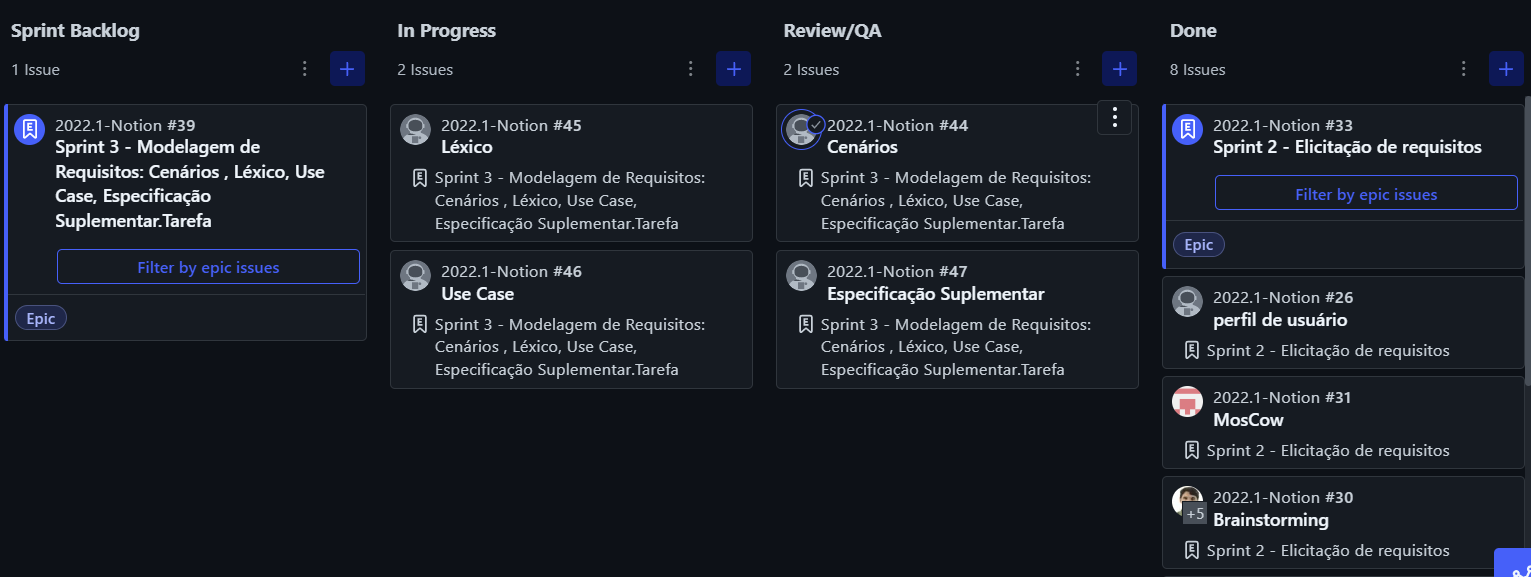 Sprint Backlog
1 Issue
2022.1-Notion #39
Sprint 3 - Modelagem de
Requisitos: Cenários , Léxico, Use
Case, Especificação
Suplementar.Tarefa
Filter by epic issues
Epic
In Progress
2 Issues
2022.1-Notion #45
Léxico
Sprint 3 - Modelagem de Requisitos:
Cenários , Léxico, Use Case,
Especificação Suplementar.Tarefa
2022.1-Notion #46
Use Case
Sprint 3 - Modelagem de Requisitos:
Cenários , Léxico, Use Case,
Especificação Suplementar.Tarefa
Review/QA
2 Issues
2022.1-Notion #44
Cenários
Sprint 3 - Modelagem de Requisitos:
Cenários , Léxico, Use Case,
Especificação Suplementar.Tarefa
2022.1-Notion #47
Especificação Suplementar
Sprint 3 - Modelagem de Requisitos:
Cenários , Léxico, Use Case,
Especificação Suplementar.Tarefa
Done
8 Issues
2022.1-Notion #33
Sprint 2 - Elicitação de requisitos
Filter by epic issues
Epic
2022.1-Notion #26
perfil de usuário
Sprint 2 - Elicitação de requisitos
2022.1-Notion #31
MosCow
Sprint 2 - Elicitação de requisitos
2022.1-Notion #30
+5
Brainstorming
Sprint 2 - Elicitação de requisitos